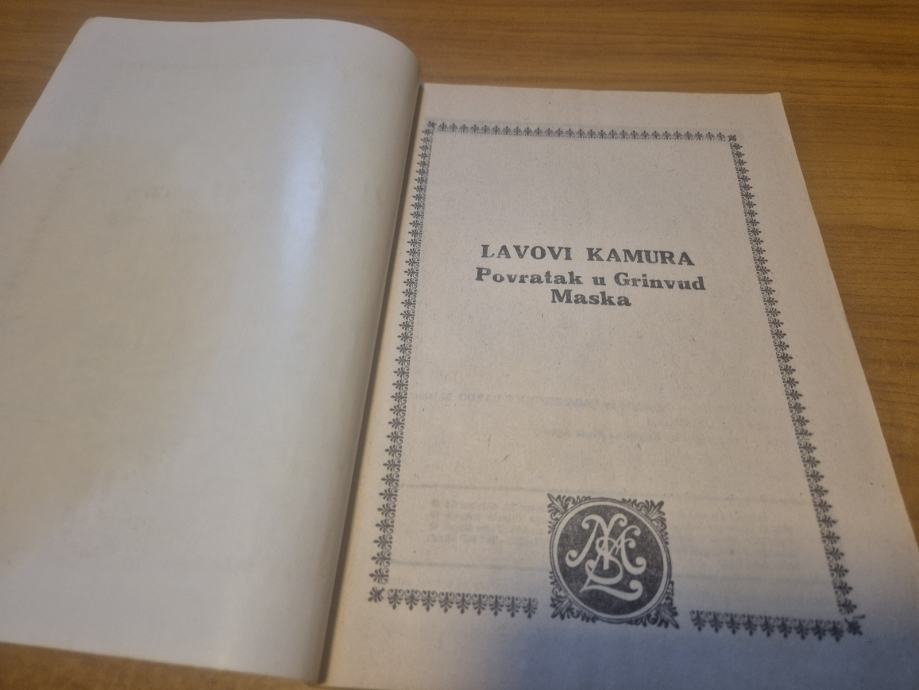 LAVOVI KAMURA
Povratak u Grinvud
Maska